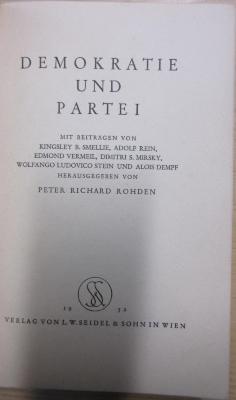 DEMOKRATIE
UND
PARTEI
MIT BEITRAGEN VON
KINGSLEY B. SMELLIE, ADOLF REIN,
EDMOND VERMEIL, DIMITRI S. MIRSKY,
WOLFANGO LUDOVICO STEIN UND ALOIS DEMPF
HERAUSGEGEBEN VON
PETER RICHARD ROHDEN
19 32
VERLAG VON L. W. SEIDEL & SOHN IN WIEN